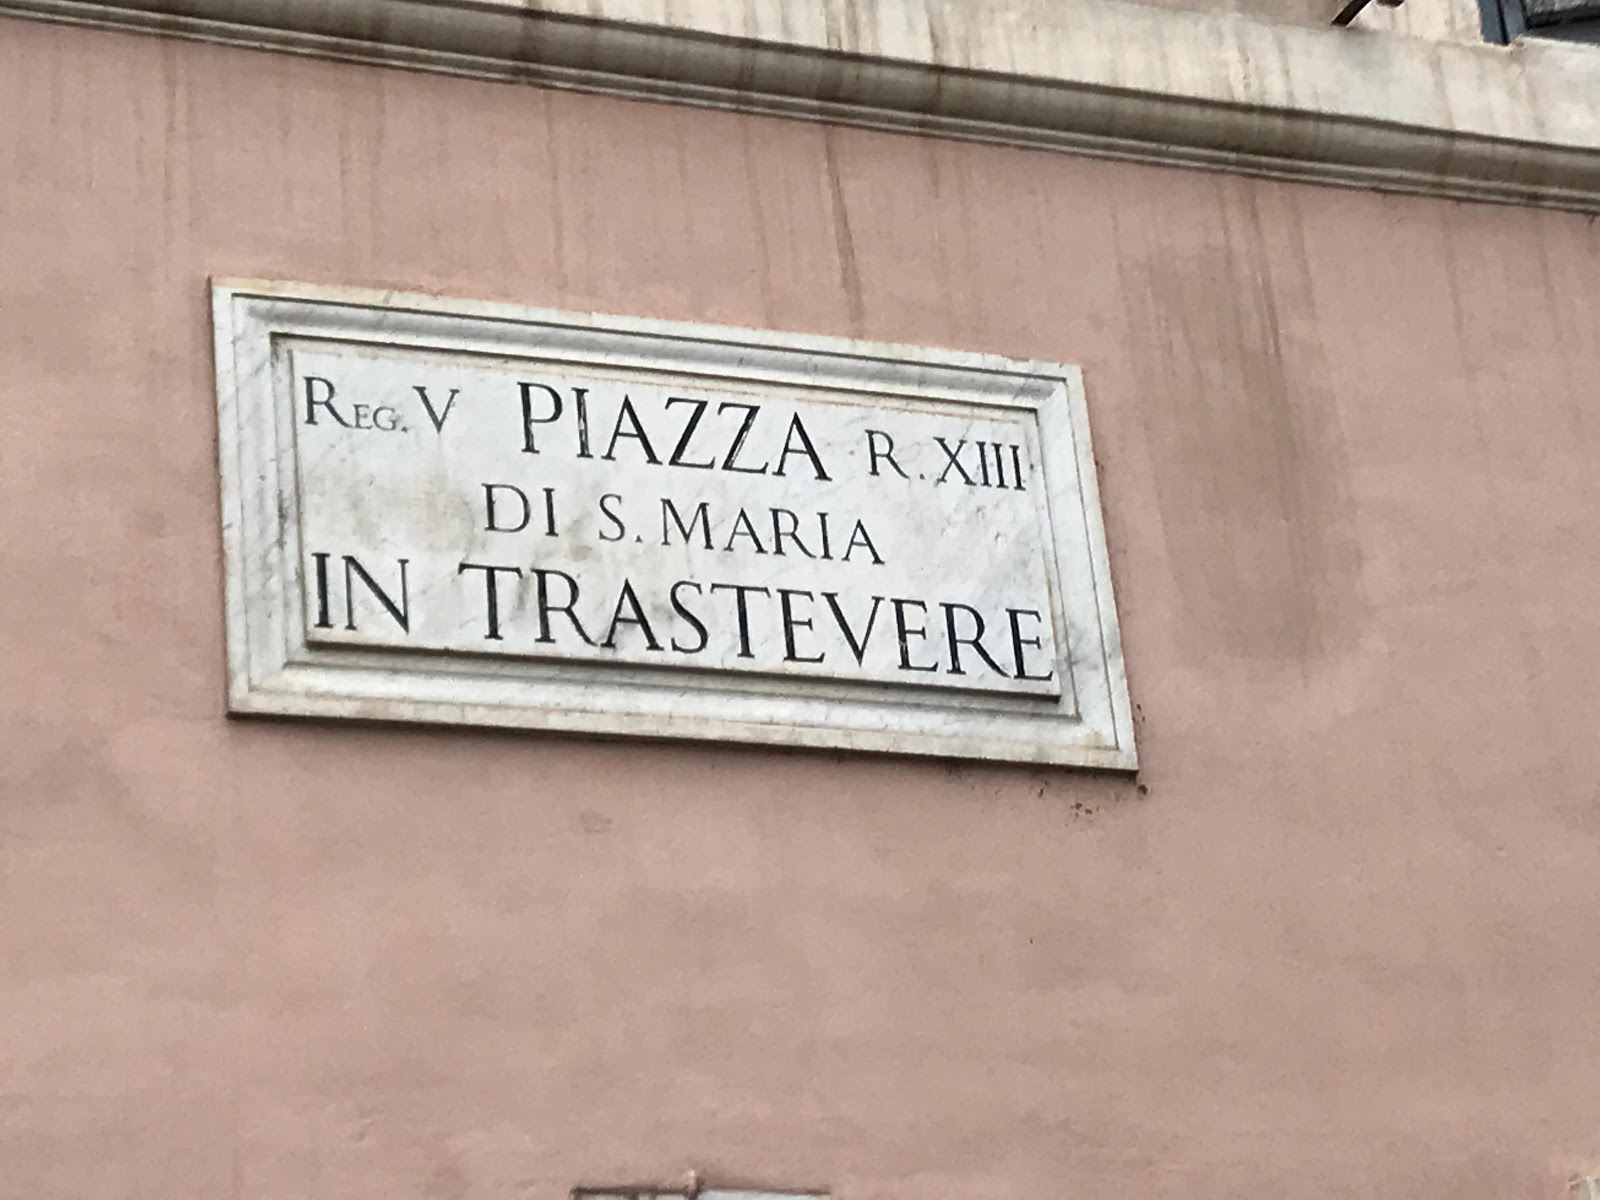 REG. V PIAZZA R. XIII
DI S. MARIA
IN TRASTEVERE